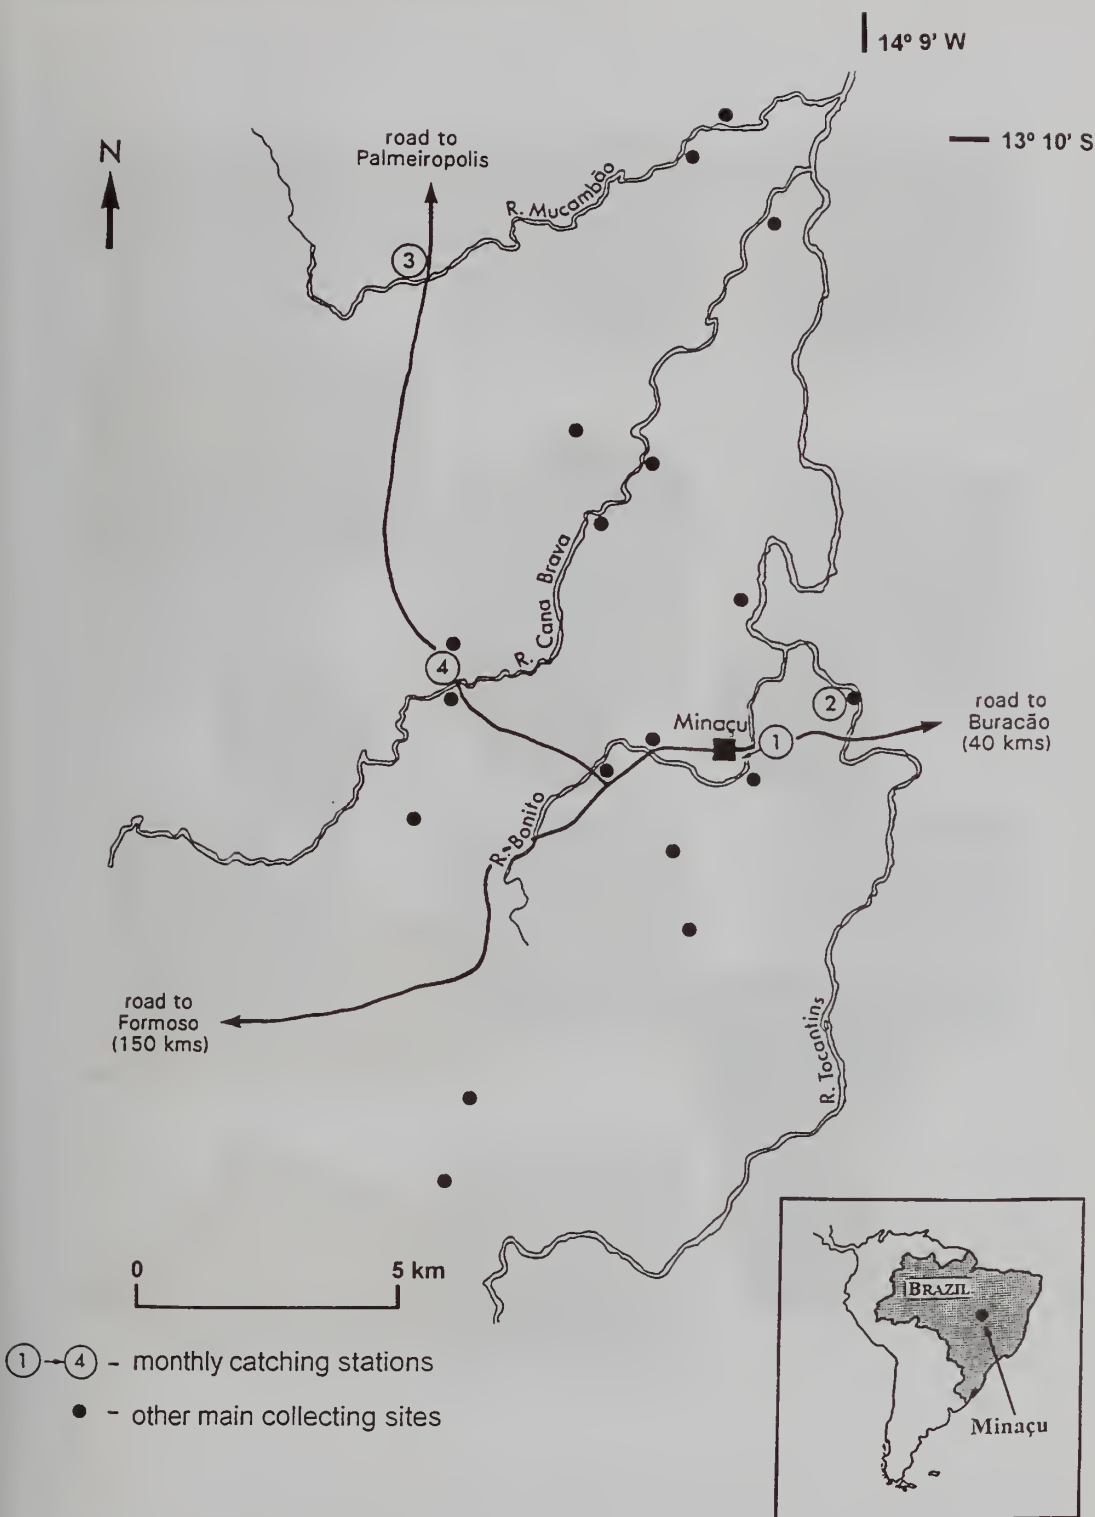 14º 9' W
13º 10' S
N
road to
Palmeiropolis
R. Mucambão
3
R. Cana Brava
4
2
Minaçu
1
road to
Buracão
(40 kms)
R. Bonito
road to
Formoso
(150 kms)
R. Tocantins
0 5 km
1 - 4 - monthly catching stations
- other main collecting sites
BRAZIL
Minaçu